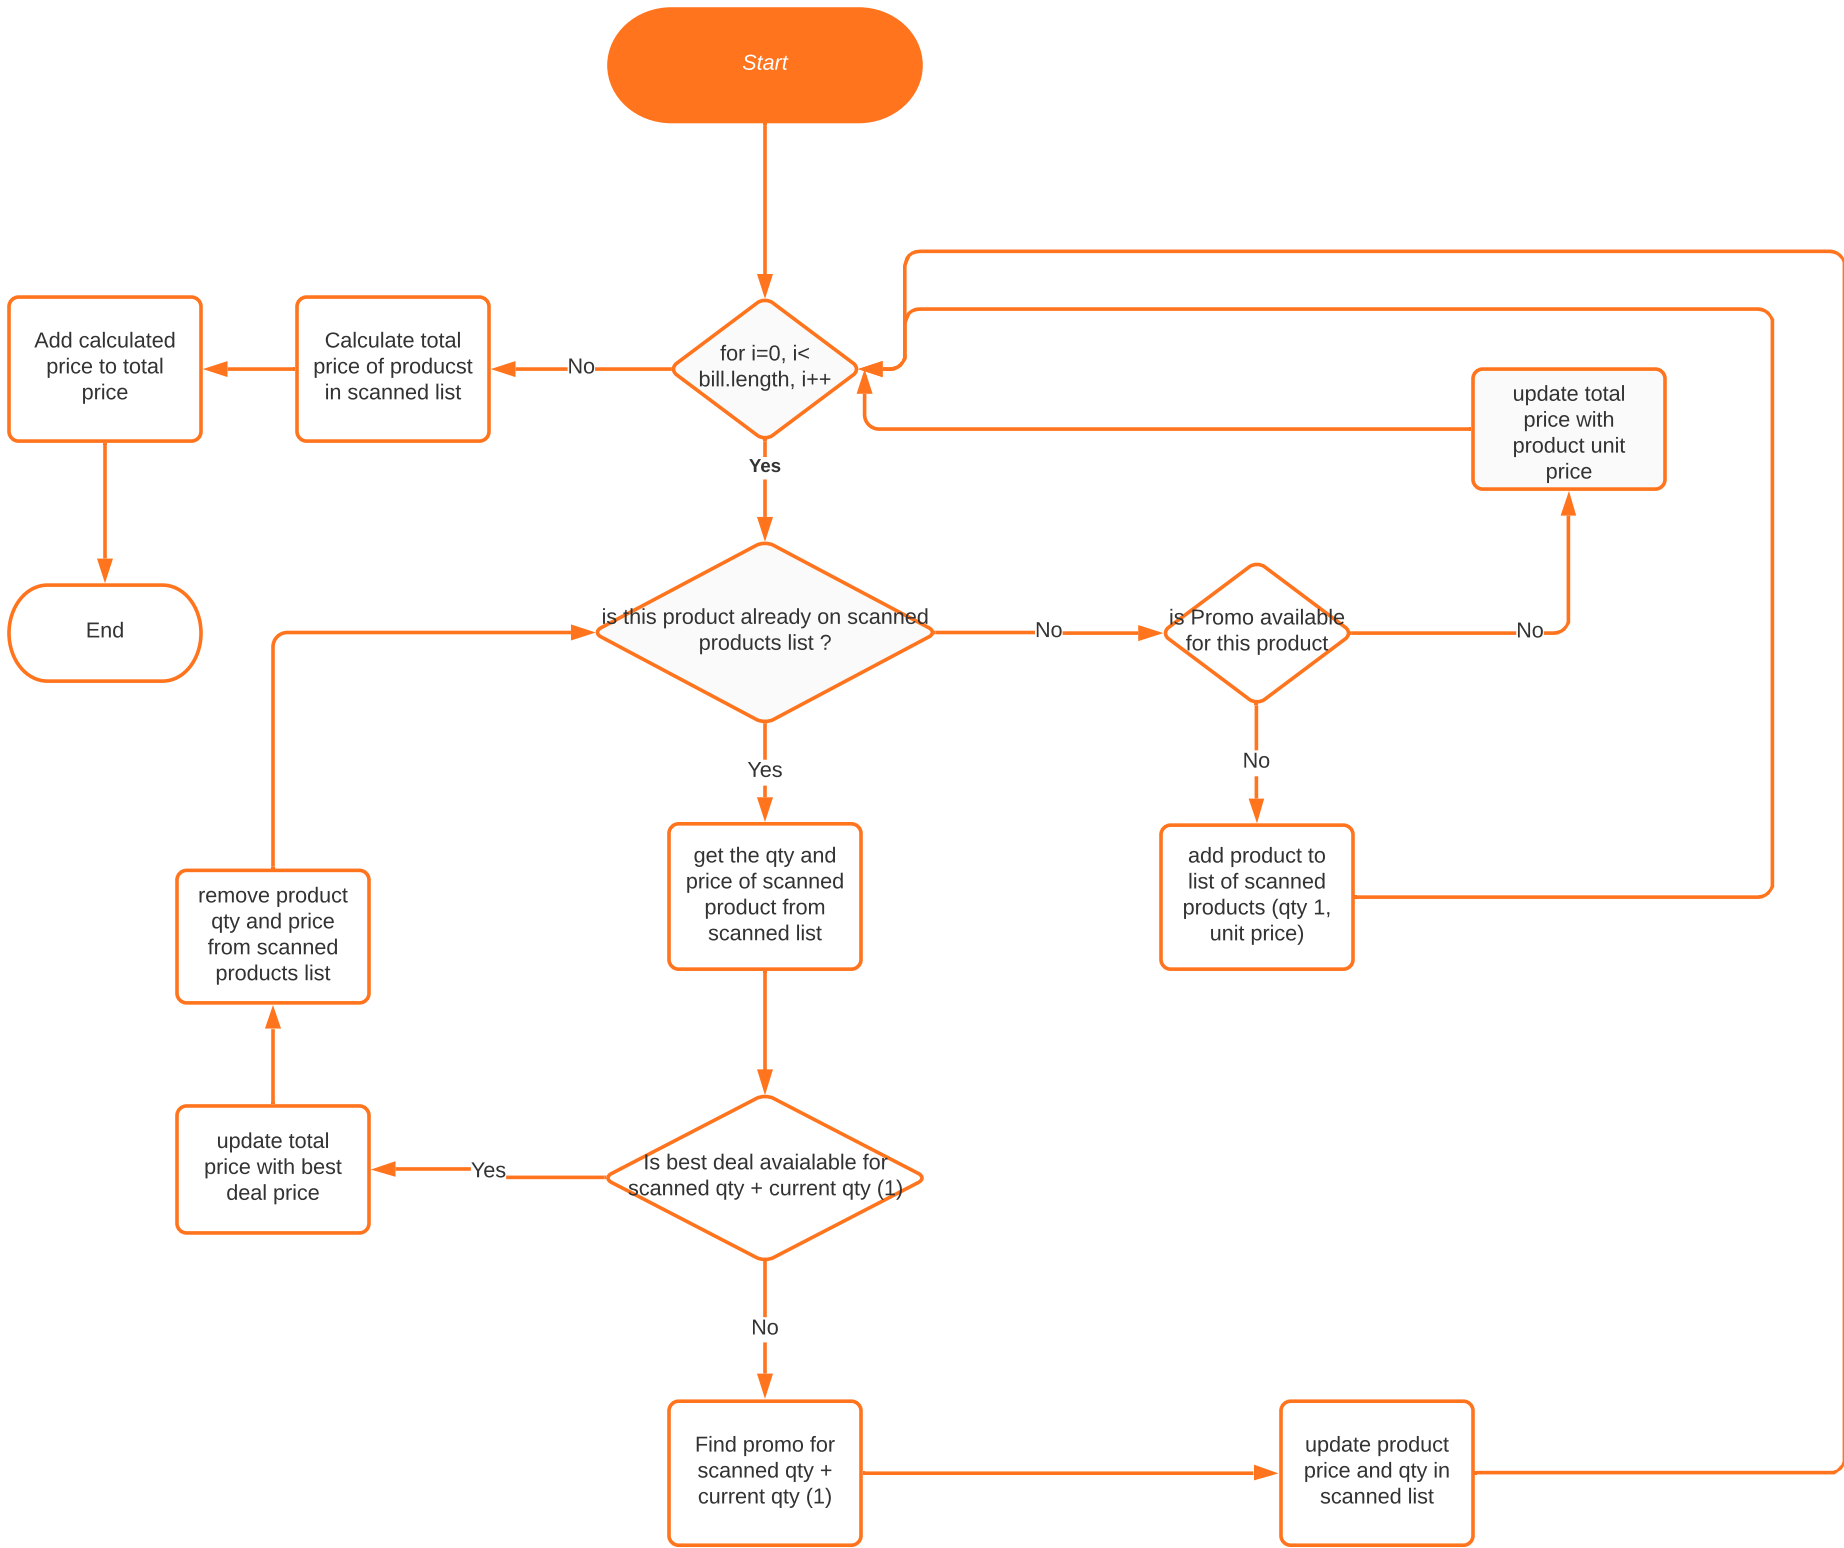 Start
Add calculated
price to total
price
Calculate total
price of producst
in scanned list
No
for i=0, i<
bill.length, i++
update total
price with
product unit
price
Yes
End
is this product already on scanned
products list ?
No
is Promo available
for this product
No
Yes
No
remove product
qty and price
from scanned
products list
get the qty and
price of scanned
product from
scanned list
add product to
list of scanned
products (qty 1,
unit price)
update total
price with best
deal price
Yes
Is best deal avaialable for
scanned qty + current qty (1)
No
Find promo for
scanned qty +
current qty (1)
update product
price and qty in
scanned list